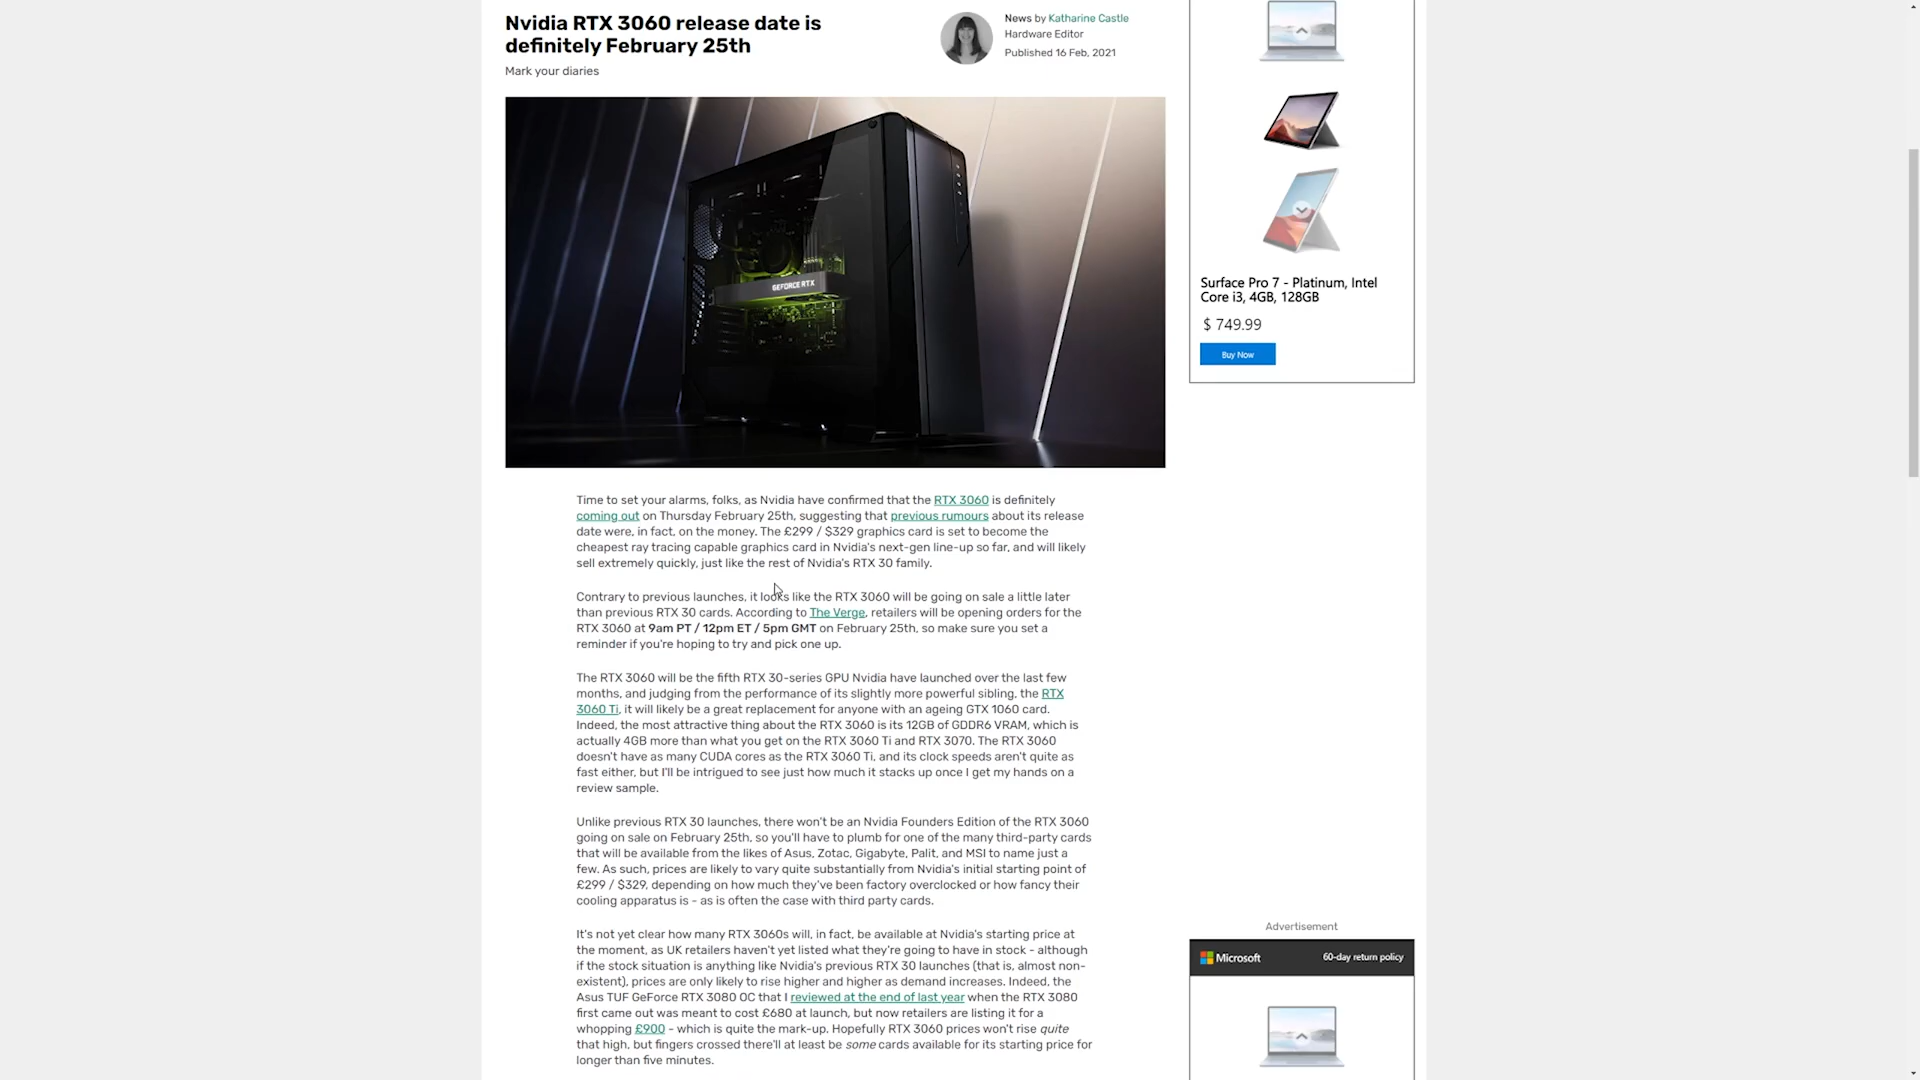 Nvidia RTX 3060 release date is
definitely February 25th
Mark your diaries
News by Katharine Castle
Hardware Editor
Published 16 Feb, 2021
GEFORCE RTX
Surface Pro 7 - Platinum, Intel
Core i3, 4GB, 128GB
$ 749.99
Buy Now
Time to set your alarms, folks, as Nvidia have confirmed that the RTX 3060 is definitely
coming out on Thursday February 25th, suggesting that previous rumours about its release
date were, in fact, on the money. The £299 / $329 graphics card is set to become the
cheapest ray tracing capable graphics card in Nvidia's next-gen line-up so far, and will likely
sell extremely quickly, just like the rest of Nvidia's RTX 30 family.
Contrary to previous launches, it looks like the RTX 3060 will be going on sale a little later
than previous RTX 30 cards. According to The Verge, retailers will be opening orders for the
RTX 3060 at 9am PT / 12pm ET / 5pm GMT on February 25th, so make sure you set a
reminder if you're hoping to try and pick one up.
The RTX 3060 will be the fifth RTX 30-series GPU Nvidia have launched over the last few
months, and judging from the performance of its slightly more powerful sibling, the RTX
3060 Ti, it will likely be a great replacement for anyone with an ageing GTX 1060 card.
Indeed, the most attractive thing about the RTX 3060 is its 12GB of GDDR6 VRAM, which is
actually 4GB more than what you get on the RTX 3060 Ti and RTX 3070. The RTX 3060
doesn't have as many CUDA cores as the RTX 3060 Ti, and its clock speeds aren't quite as
fast either, but I'll be intrigued to see just how much it stacks up once I get my hands on a
review sample.
Unlike previous RTX 30 launches, there won't be an Nvidia Founders Edition of the RTX 3060
going on sale on February 25th, so you'll have to plumb for one of the many third-party cards
that will be available from the likes of Asus, Zotac, Gigabyte, Palit, and MSI to name just a
few. As such, prices are likely to vary quite substantially from Nvidia's initial starting point of
£299 / $329, depending on how much they've been factory overclocked or how fancy their
cooling apparatus is - as is often the case with third party cards.
It's not yet clear how many RTX 3060s will, in fact, be available at Nvidia's starting price at
the moment, as UK retailers haven't yet listed what they're going to have in stock - although
if the stock situation is anything like Nvidia's previous RTX 30 launches (that is, almost non-
existent), prices are only likely to rise higher and higher as demand increases. Indeed, the
Asus TUF GeForce RTX 3080 OC that I reviewed at the end of last year when the RTX 3080
first came out was meant to cost £680 at launch, but now retailers are listing it for a
whopping £900 - which is quite the mark-up. Hopefully RTX 3060 prices won't rise quite
that high, but fingers crossed there'll at least be some cards available for its starting price for
longer than five minutes.
Advertisement
Microsoft
60-day return policy